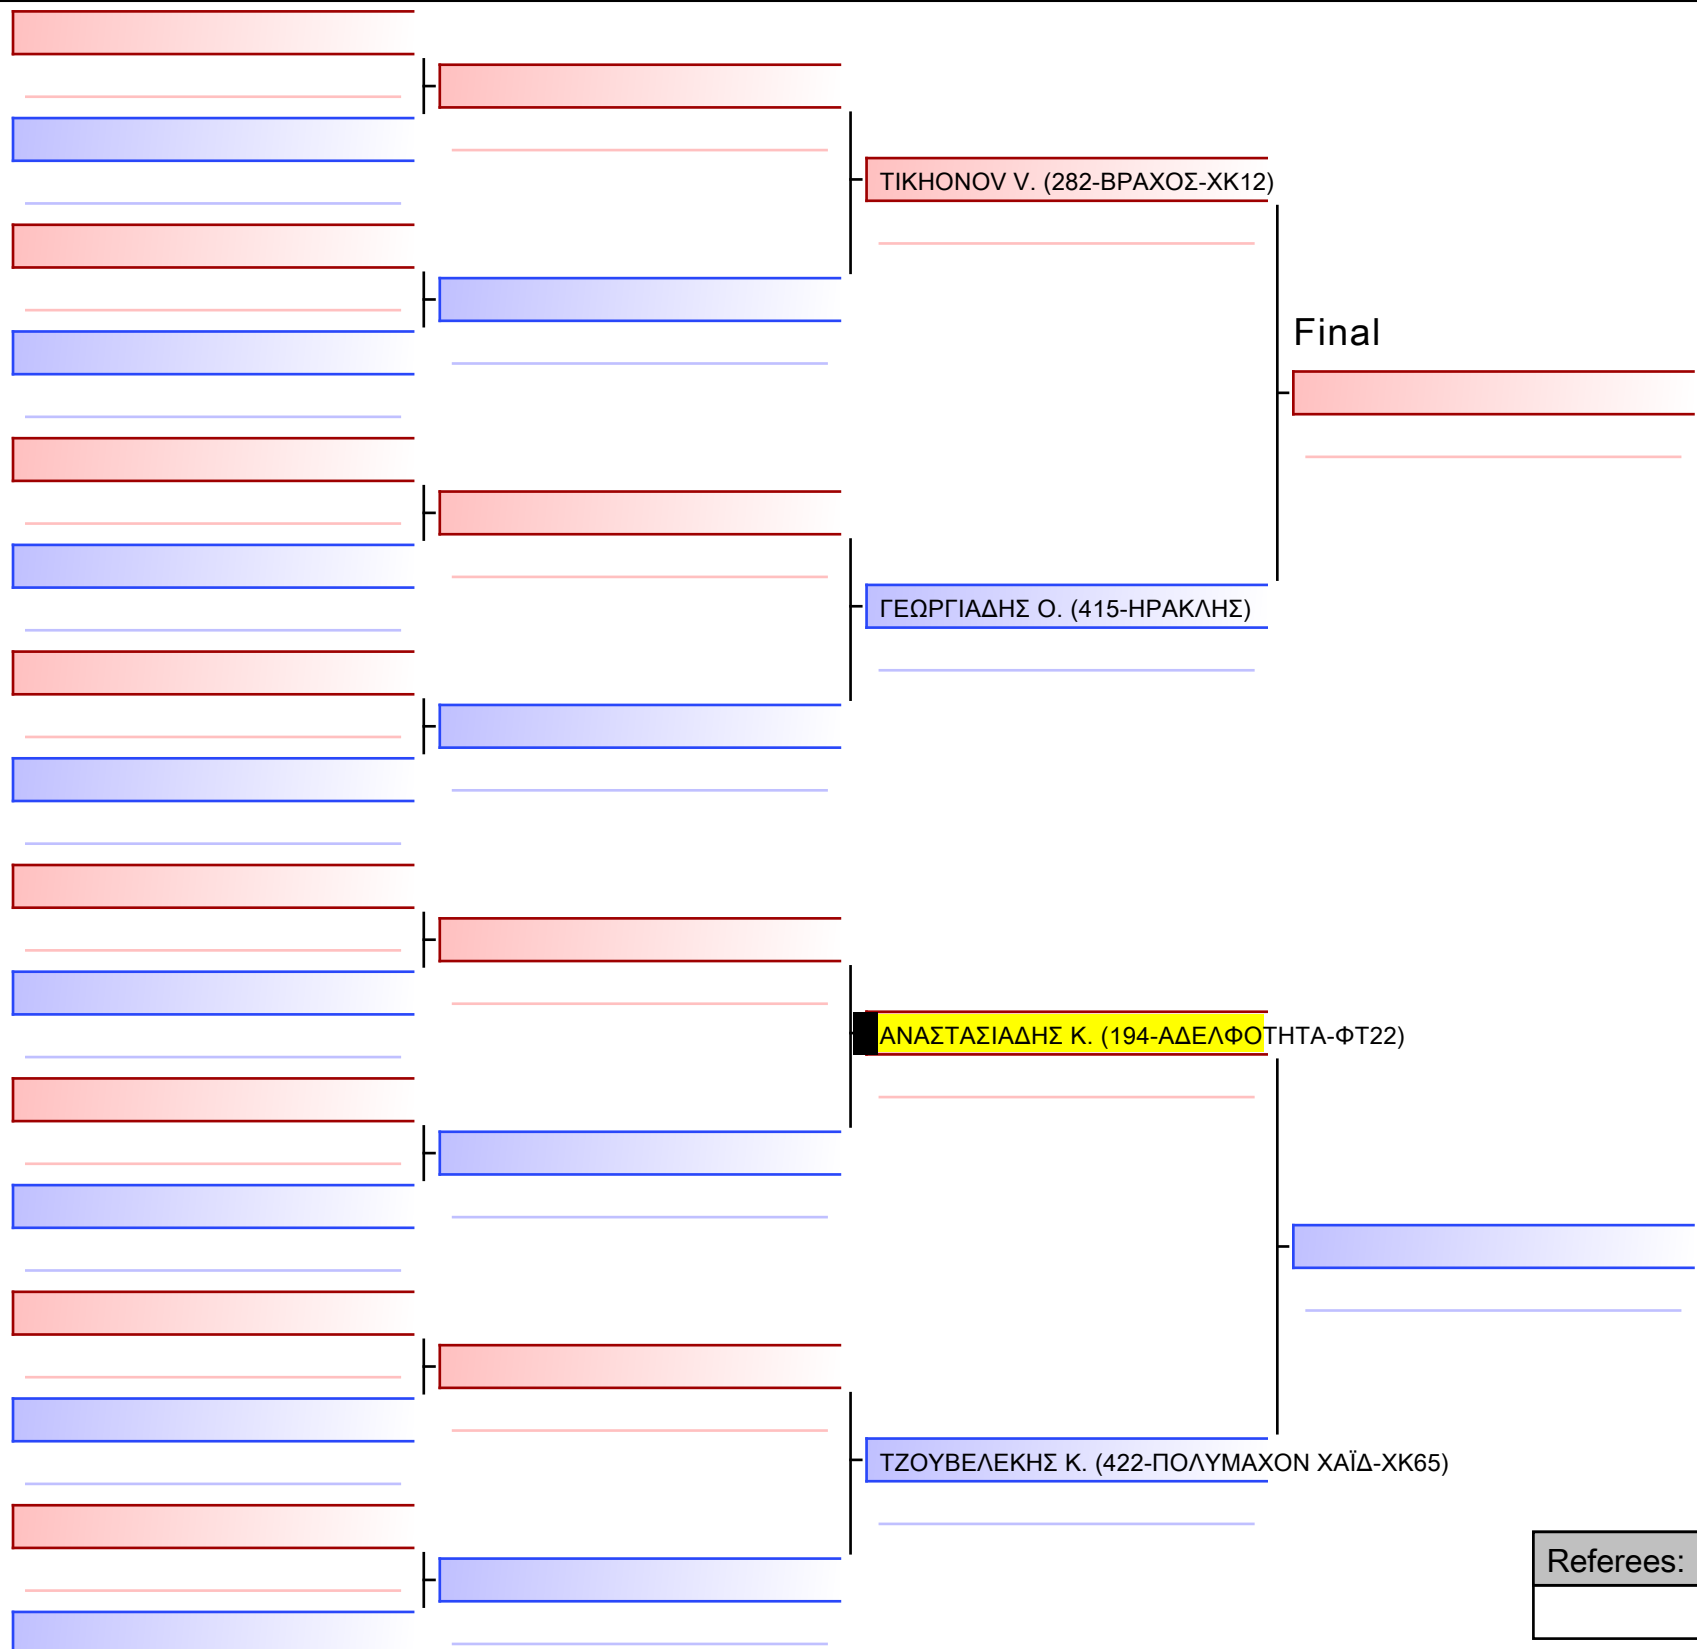 TIKHONOV V. (282-ΒΡΑΧΟΣ-ΧΚ12)
Final
ΓΕΩΡΓΙΑΔΗΣ Ο. (415-ΗΡΑΚΛΗΣ)
ΑΝΑΣΤΑΣΙΑΔΗΣ Κ. (194-ΑΔΕΛΦΟΤΗΤΑ-ΦΤ22)
ΤΖΟΥΒΕΛΕΚΗΣ Κ. (422-ΠΟΛΥΜΑΧΟΝ ΧΑΪΔ-ΧΚ65)
Referees: